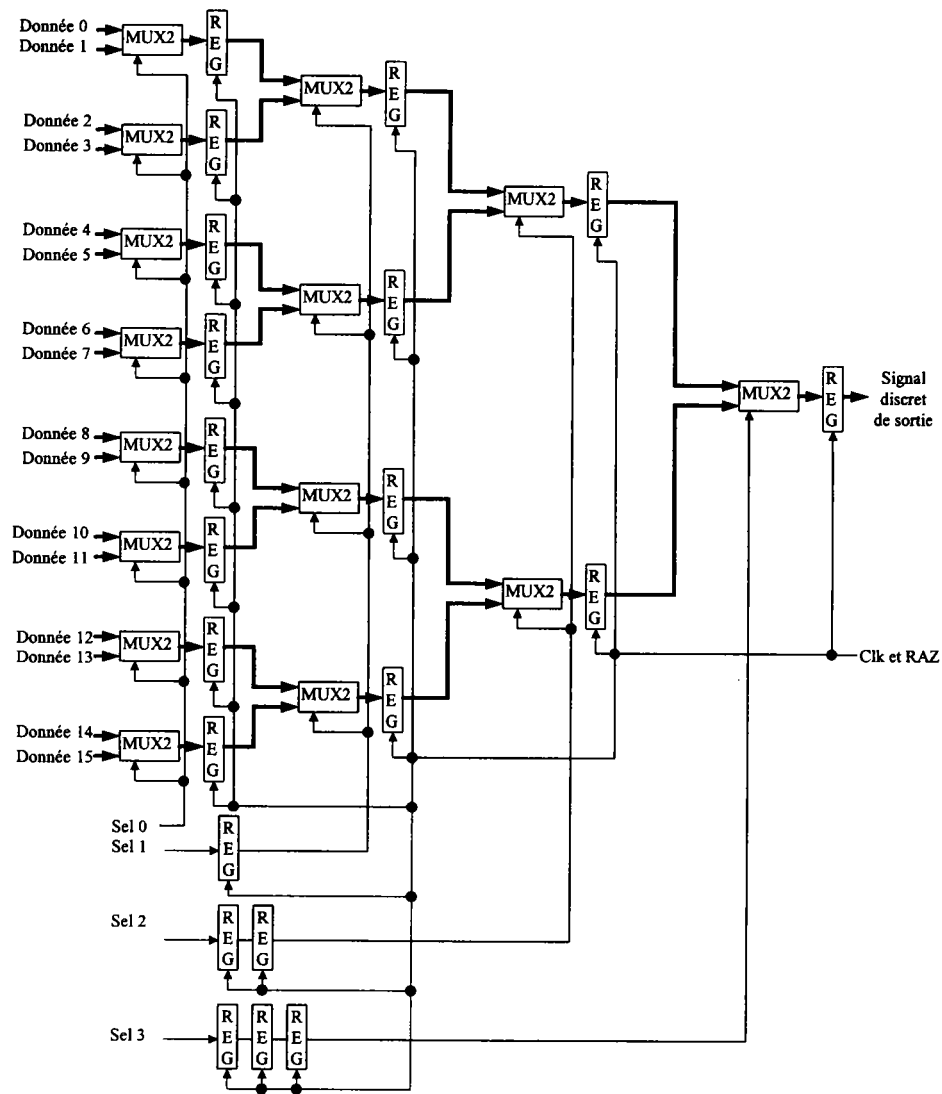 Donnée 0
Donnée 1
MUX2
REG
Donnée 2
Donnée 3
MUX2
REG
MUX2
REG
Donnée 4
Donnée 5
MUX2
REG
Donnée 6
Donnée 7
MUX2
REG
MUX2
REG
MUX2
REG
Donnée 8
Donnée 9
MUX2
REG
Donnée 10
Donnée 11
MUX2
REG
MUX2
REG
Donnée 12
Donnée 13
MUX2
REG
Donnée 14
Donnée 15
MUX2
REG
MUX2
REG
MUX2
REG
MUX2
REG
Signal
discret
de sortie
Clk et RAZ
Sel 0
Sel 1
REG
Sel 2
REG
REG
Sel 3
REG
REG
REG